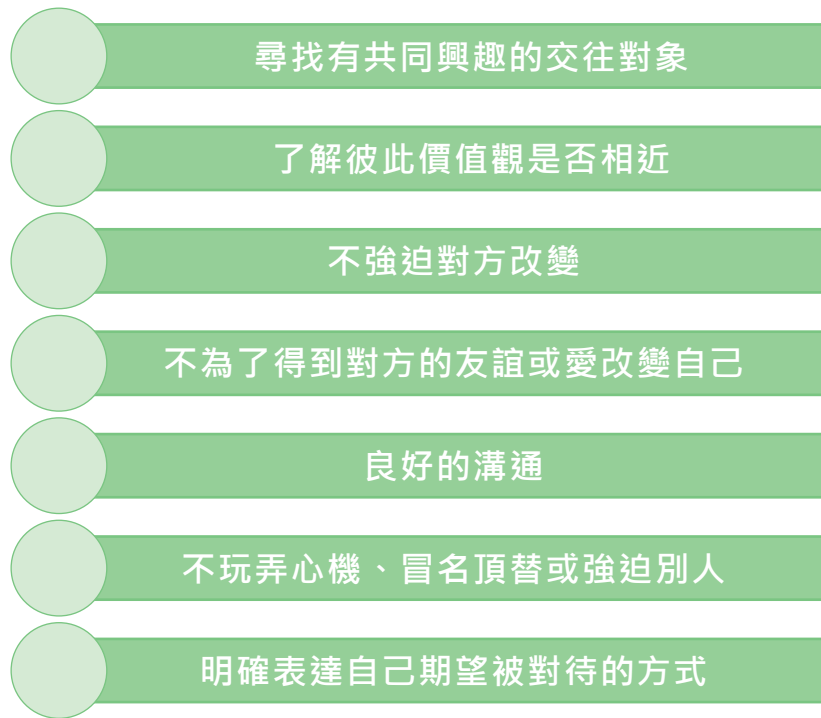 尋找有共同興趣的交往對象
了解彼此價值觀是否相近
不強迫對方改變
不為了得到對方的友誼或愛改變自己
良好的溝通
不玩弄心機、冒名頂替或強迫別人
明確表達自己期望被對待的方式